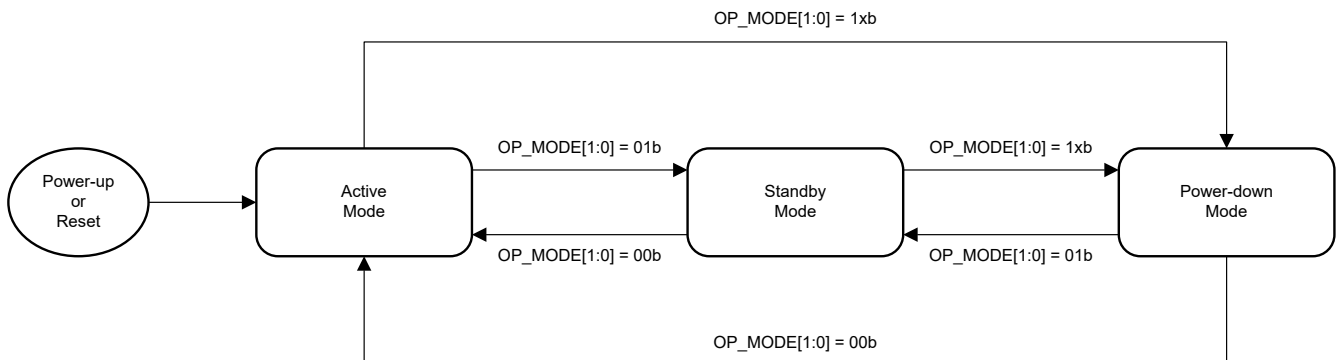 OP_MODE[1:0] = 1xb
Power-up
or
Reset
Active
Mode
OP_MODE[1:0] = 01b
OP_MODE[1:0] = 00b
Standby
Mode
OP_MODE[1:0] = 1xb
OP_MODE[1:0] = 01b
Power-down
Mode
OP_MODE[1:0] = 00b